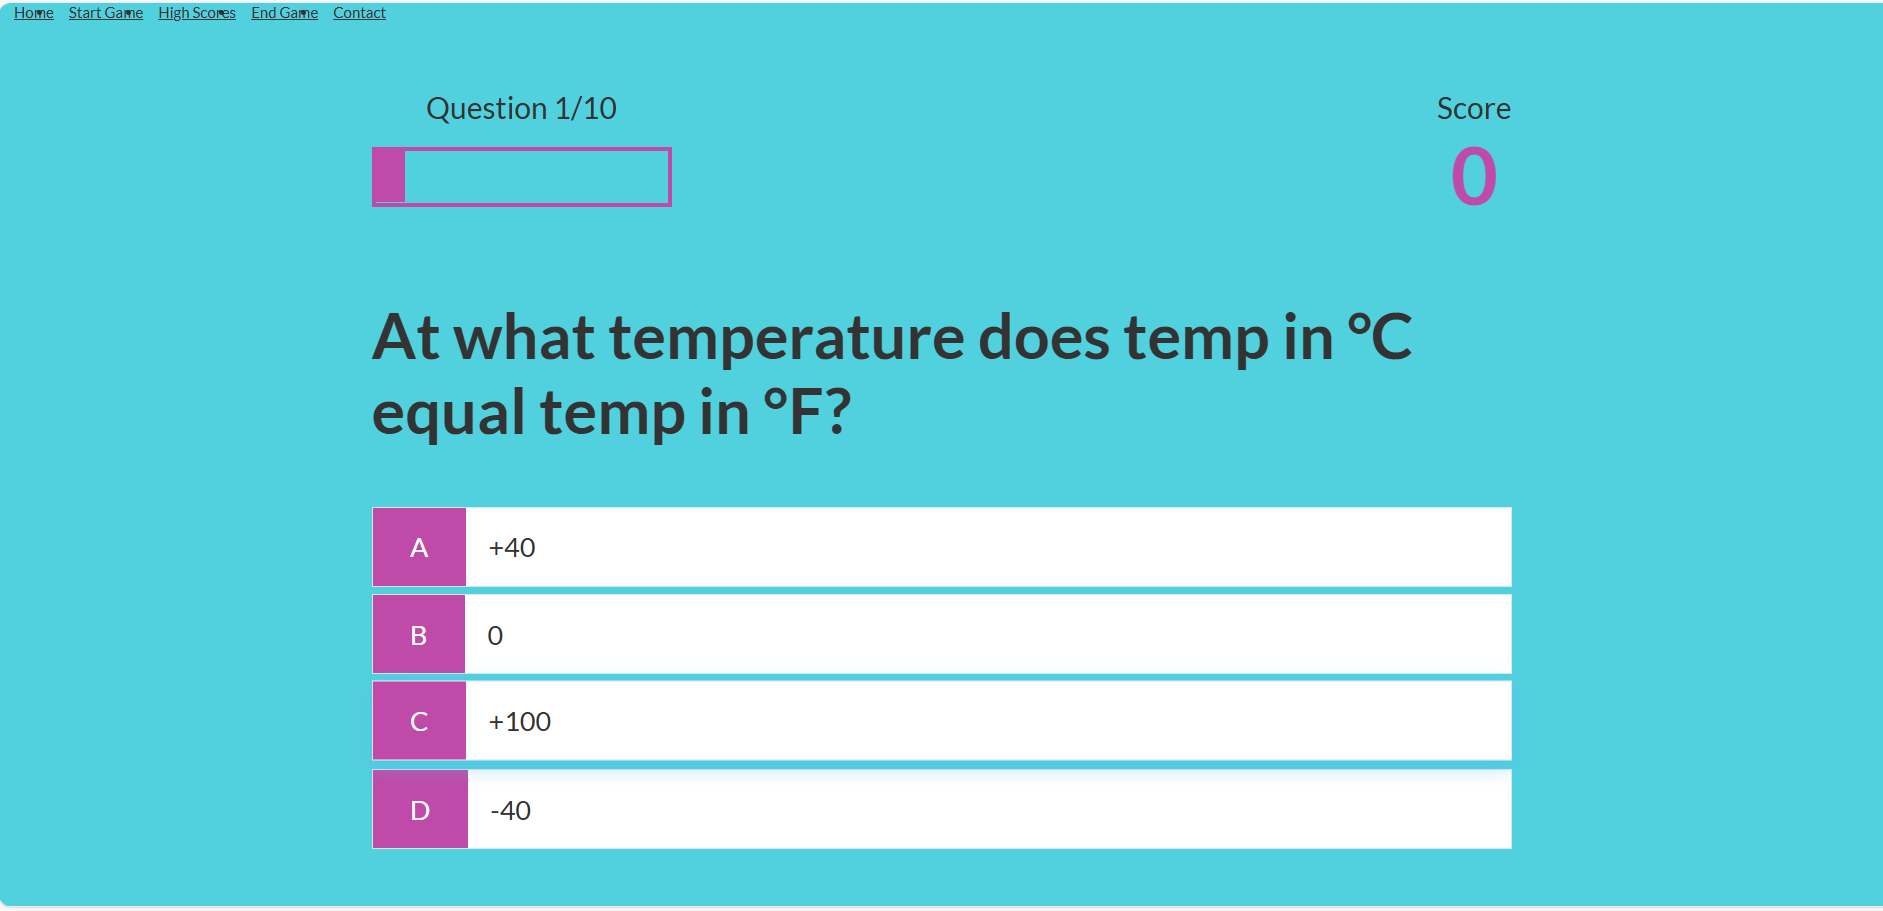 Home Start Game High Scores End Game Contact
Question 1/10
Score
0
At what temperature does temp in °C
equal temp in °F?
A +40
B 0
C +100
D -40